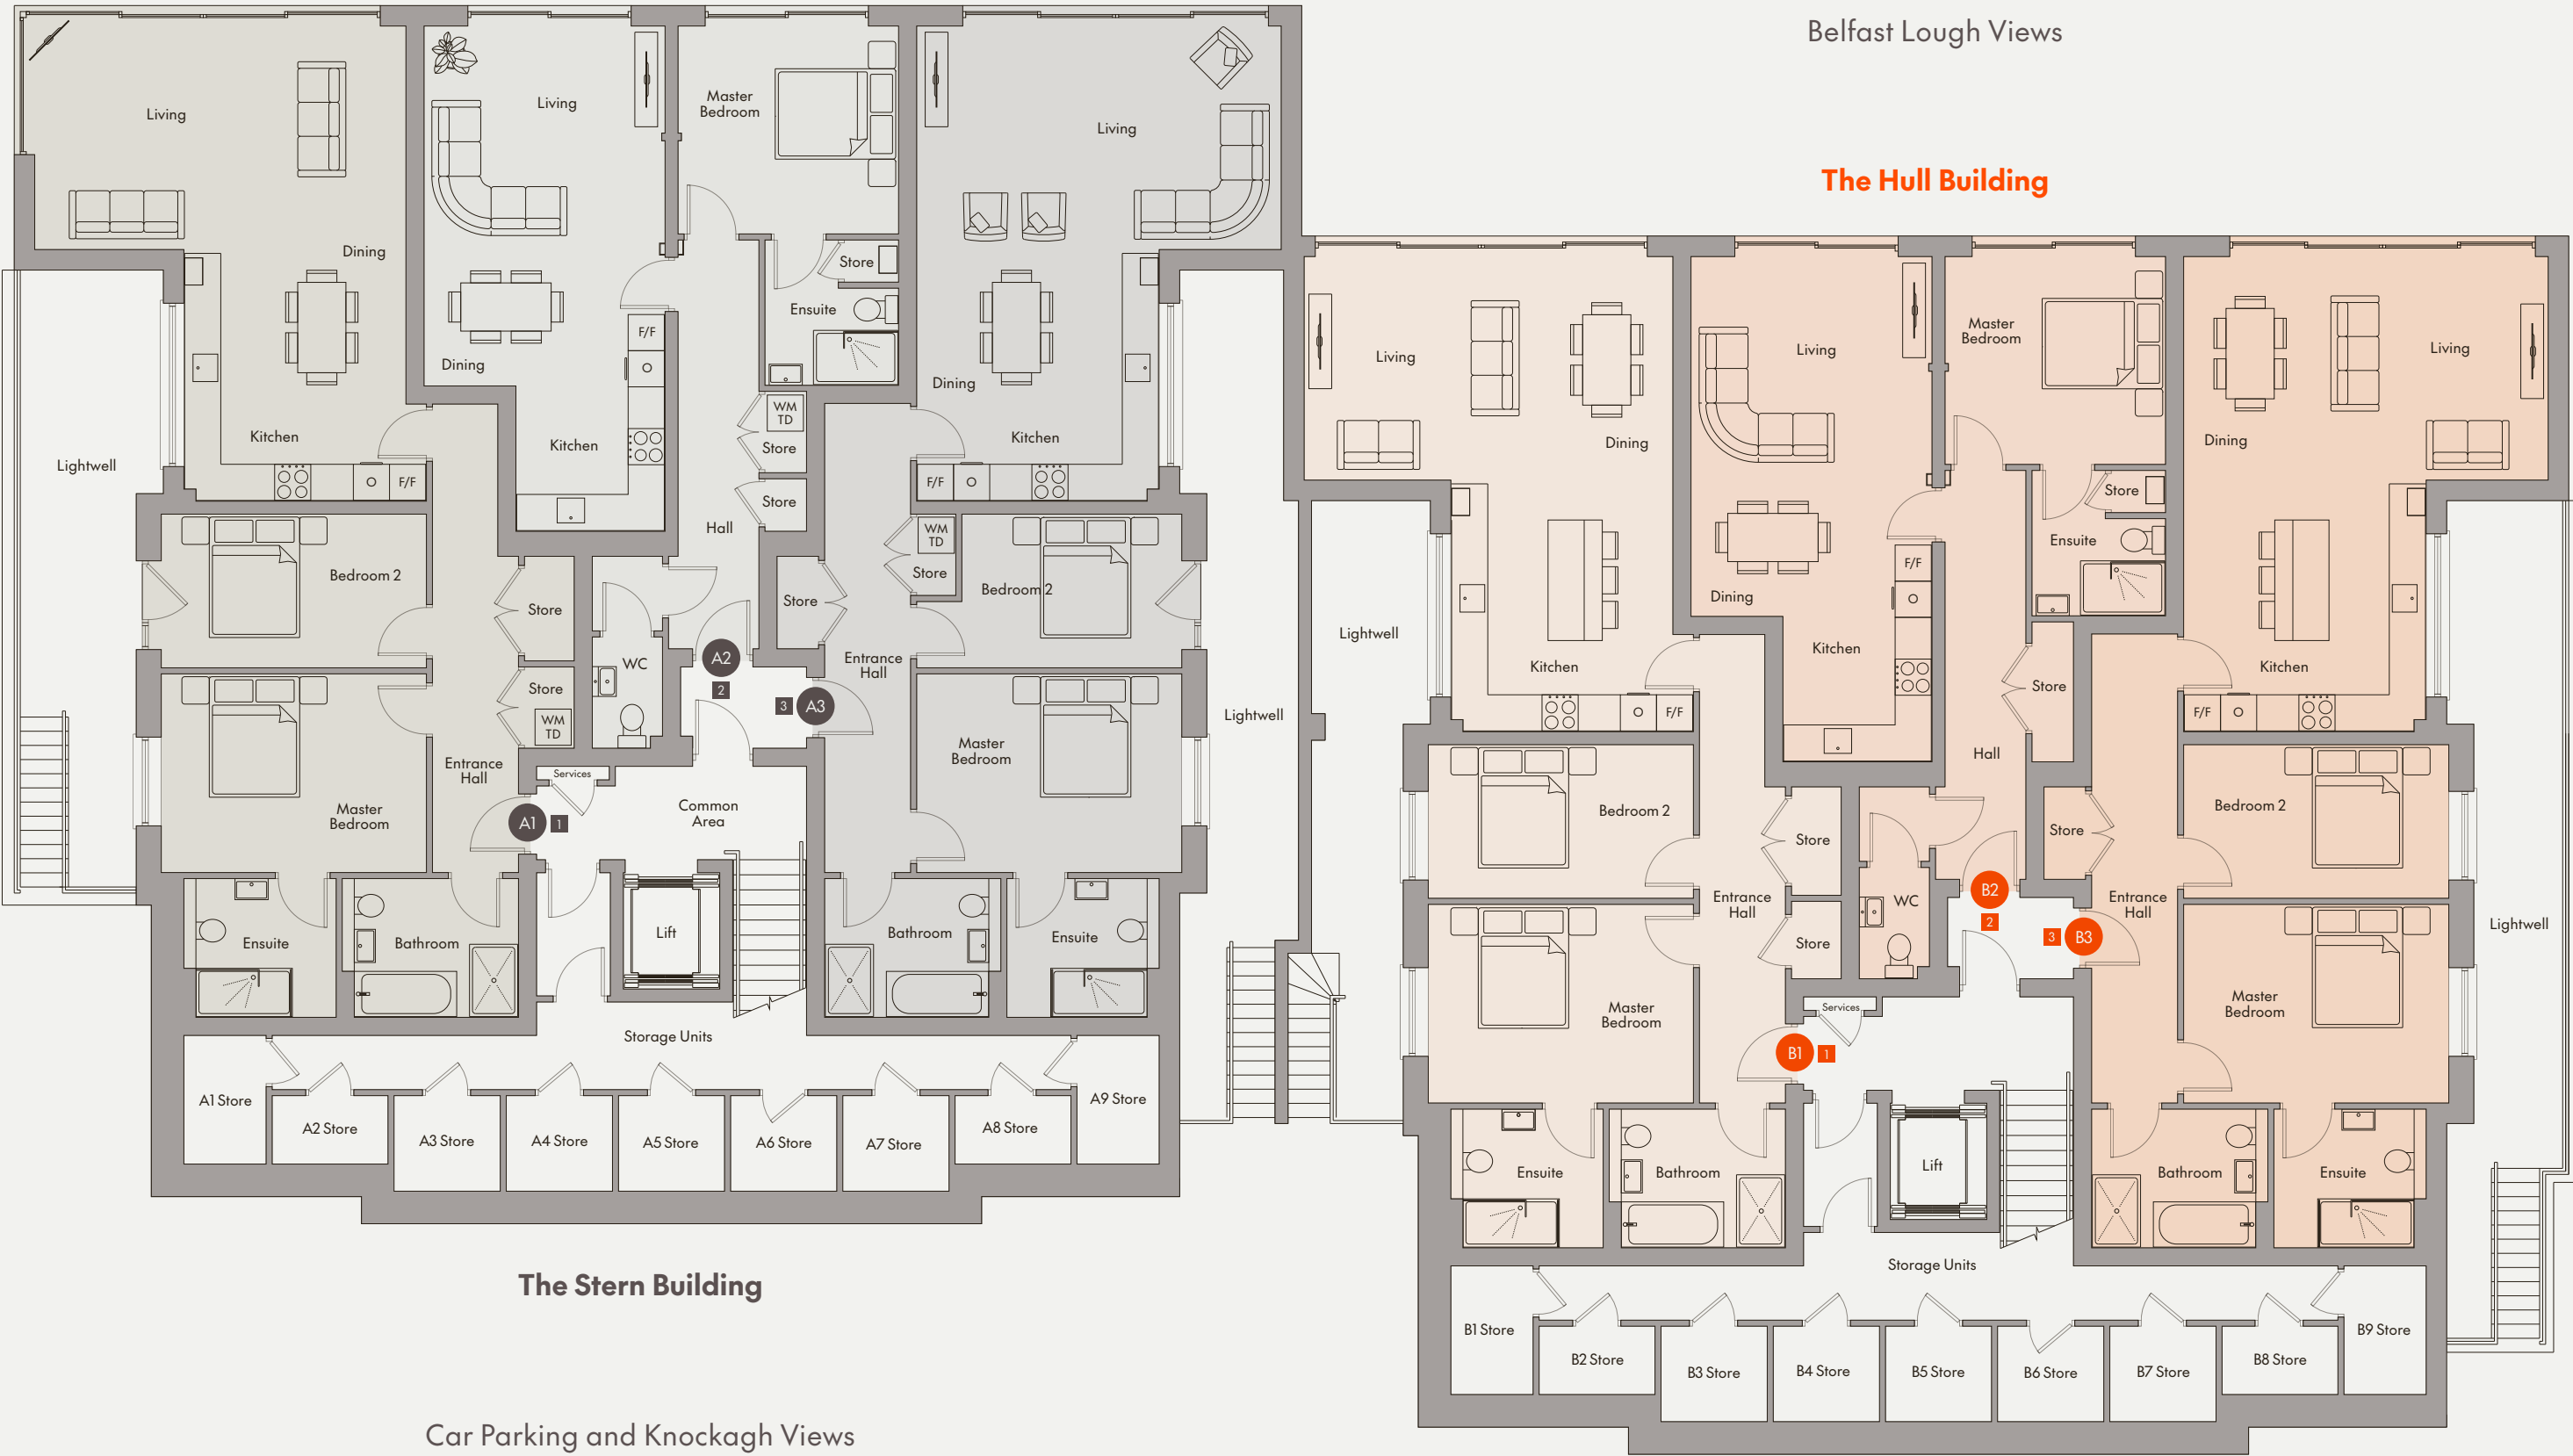 Belfast Lough Views
The Hull Building
Living
Dining
Kitchen
F/F
Lightwell
Bedroom 2
Store
Store
WM
TD
Master
Bedroom
Entrance
Hall
A1
1
Ensuite
Bathroom
Living
Dining
Kitchen
F/F
Master
Bedroom
Store
Ensuite
WM
TD
Store
Store
Hall
WC
A2
2
Services
Common
Area
Lift
Living
Dining
Kitchen
F/F
WM
TD
Store
Store
Bedroom 2
Entrance
Hall
3
A3
Master
Bedroom
Lightwell
Bathroom
Ensuite
Storage Units
A1 Store
A2 Store
A3 Store
A4 Store
A5 Store
A6 Store
A7 Store
A8 Store
A9 Store
The Stern Building
Car Parking and Knockagh Views
Living
Dining
Kitchen
F/F
Lightwell
Bedroom 2
Store
Entrance
Hall
Store
Master
Bedroom
B1
1
Ensuite
Bathroom
Living
Dining
Kitchen
F/F
Master
Bedroom
Store
Ensuite
Store
Hall
WC
B2
2
Services
Lift
Living
Dining
Kitchen
F/F
Store
Bedroom 2
Entrance
Hall
3
B3
Master
Bedroom
Lightwell
Bathroom
Ensuite
Storage Units
B1 Store
B2 Store
B3 Store
B4 Store
B5 Store
B6 Store
B7 Store
B8 Store
B9 Store